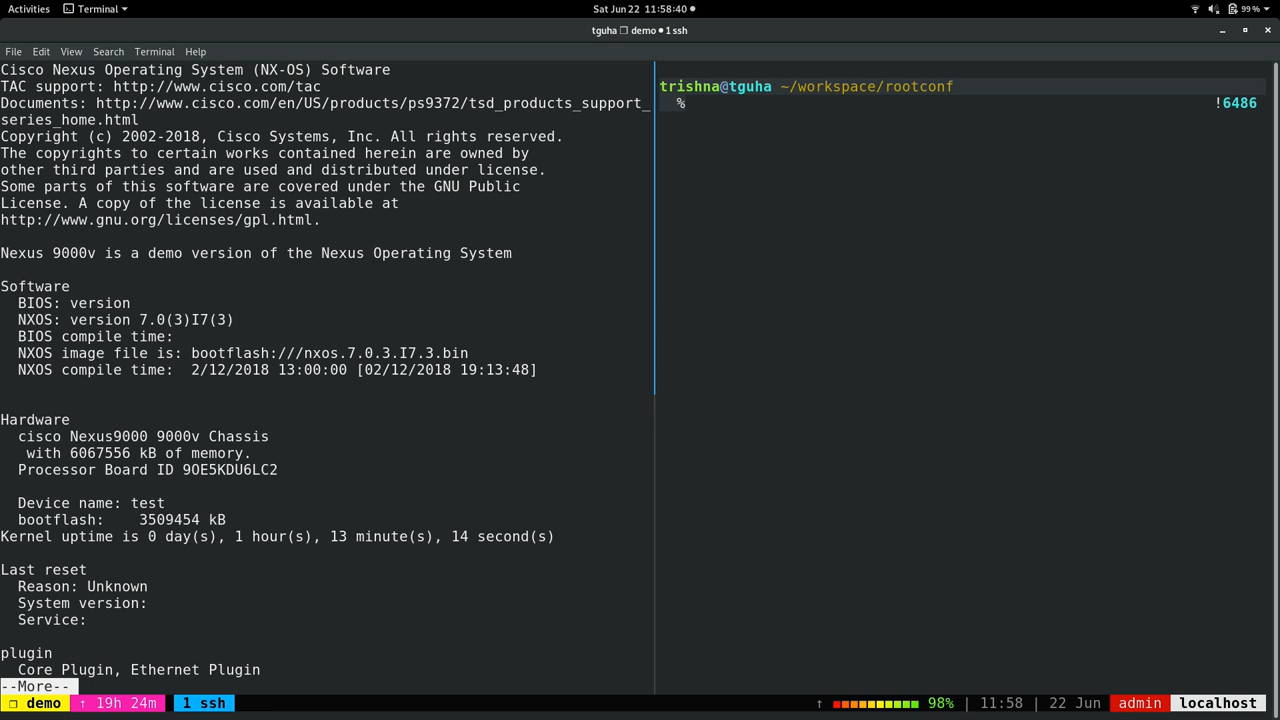 Activities Terminal Sat Jun 22 11:58:40 99%
tguha ❐ demo ● 1 ssh
File Edit View Search Terminal Help
Cisco Nexus Operating System (NX-OS) Software
TAC support: http://www.cisco.com/tac
Documents: http://www.cisco.com/en/US/products/ps9372/tsd_products_support_
series_home.html
Copyright (c) 2002-2018, Cisco Systems, Inc. All rights reserved.
The copyrights to certain works contained herein are owned by
other third parties and are used and distributed under license.
Some parts of this software are covered under the GNU Public
License. A copy of the license is available at
http://www.gnu.org/licenses/gpl.html.
Nexus 9000v is a demo version of the Nexus Operating System
Software
BIOS: version
NXOS: version 7.0(3)I7(3)
BIOS compile time:
NXOS image file is: bootflash:///nxos.7.0.3.I7.3.bin
NXOS compile time:  2/12/2018 13:00:00 [02/12/2018 19:13:48]
Hardware
cisco Nexus9000 9000v Chassis
with 6067556 kB of memory.
Processor Board ID 9OE5KDU6LC2
Device name: test
bootflash:    3509454 kB
Kernel uptime is 0 day(s), 1 hour(s), 13 minute(s), 14 second(s)
Last reset
Reason: Unknown
System version:
Service:
plugin
Core Plugin, Ethernet Plugin
--More--
trishna@tguha ~/workspace/rootconf
% !6486
❐ demo ↑ 19h 24m 1 ssh ↑ 98% | 11:58 | 22 Jun admin localhost